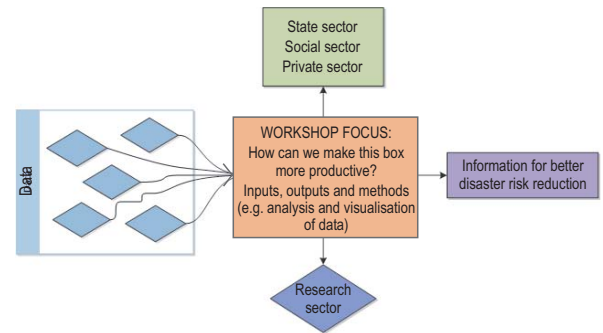 State sector
Social sector
Private sector
Data
WORKSHOP FOCUS:
How can we make this box
more productive?
Inputs, outputs and methods
(e.g. analysis and visualisation
of data)
Information for better
disaster risk reduction
Research
sector